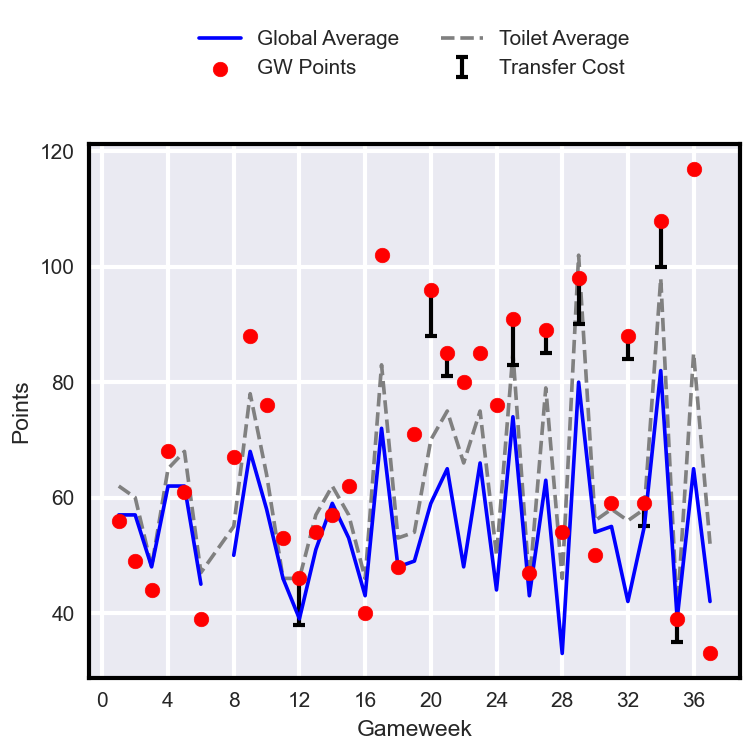 Global Average
Toilet Average
GW Points
Transfer Cost
120
100
80
60
40
Points
0 4 8 12 16 20 24 28 32 36
Gameweek